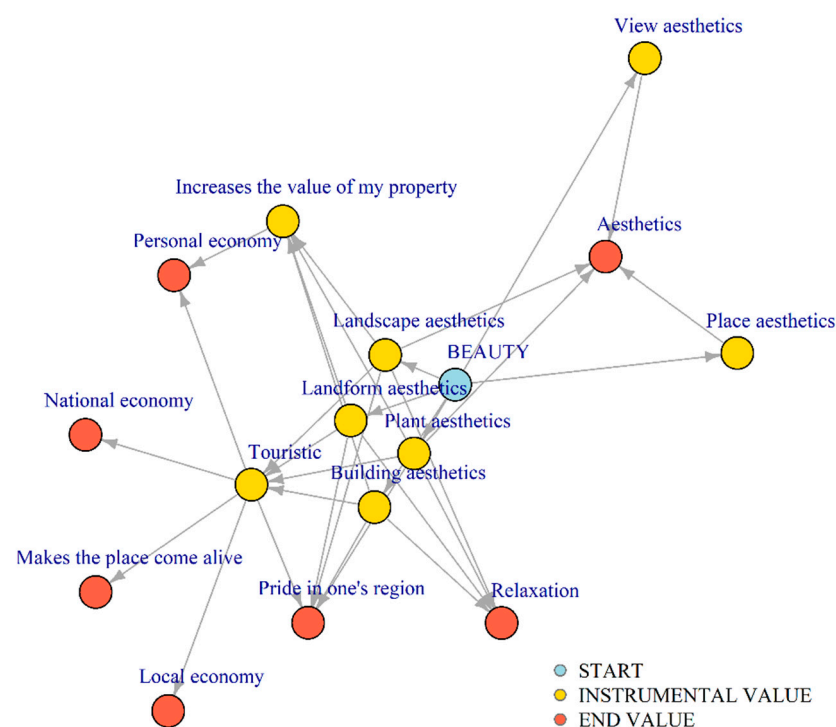 View aesthetics
Increases the value of my property
Personal economy
Aesthetics
Landscape aesthetics
Place aesthetics
BEAUTY
Landform aesthetics
National economy
Plant aesthetics
Touristic
Building aesthetics
Makes the place come alive
Pride in one's region
Relaxation
Local economy
START
INSTRUMENTAL VALUE
END VALUE